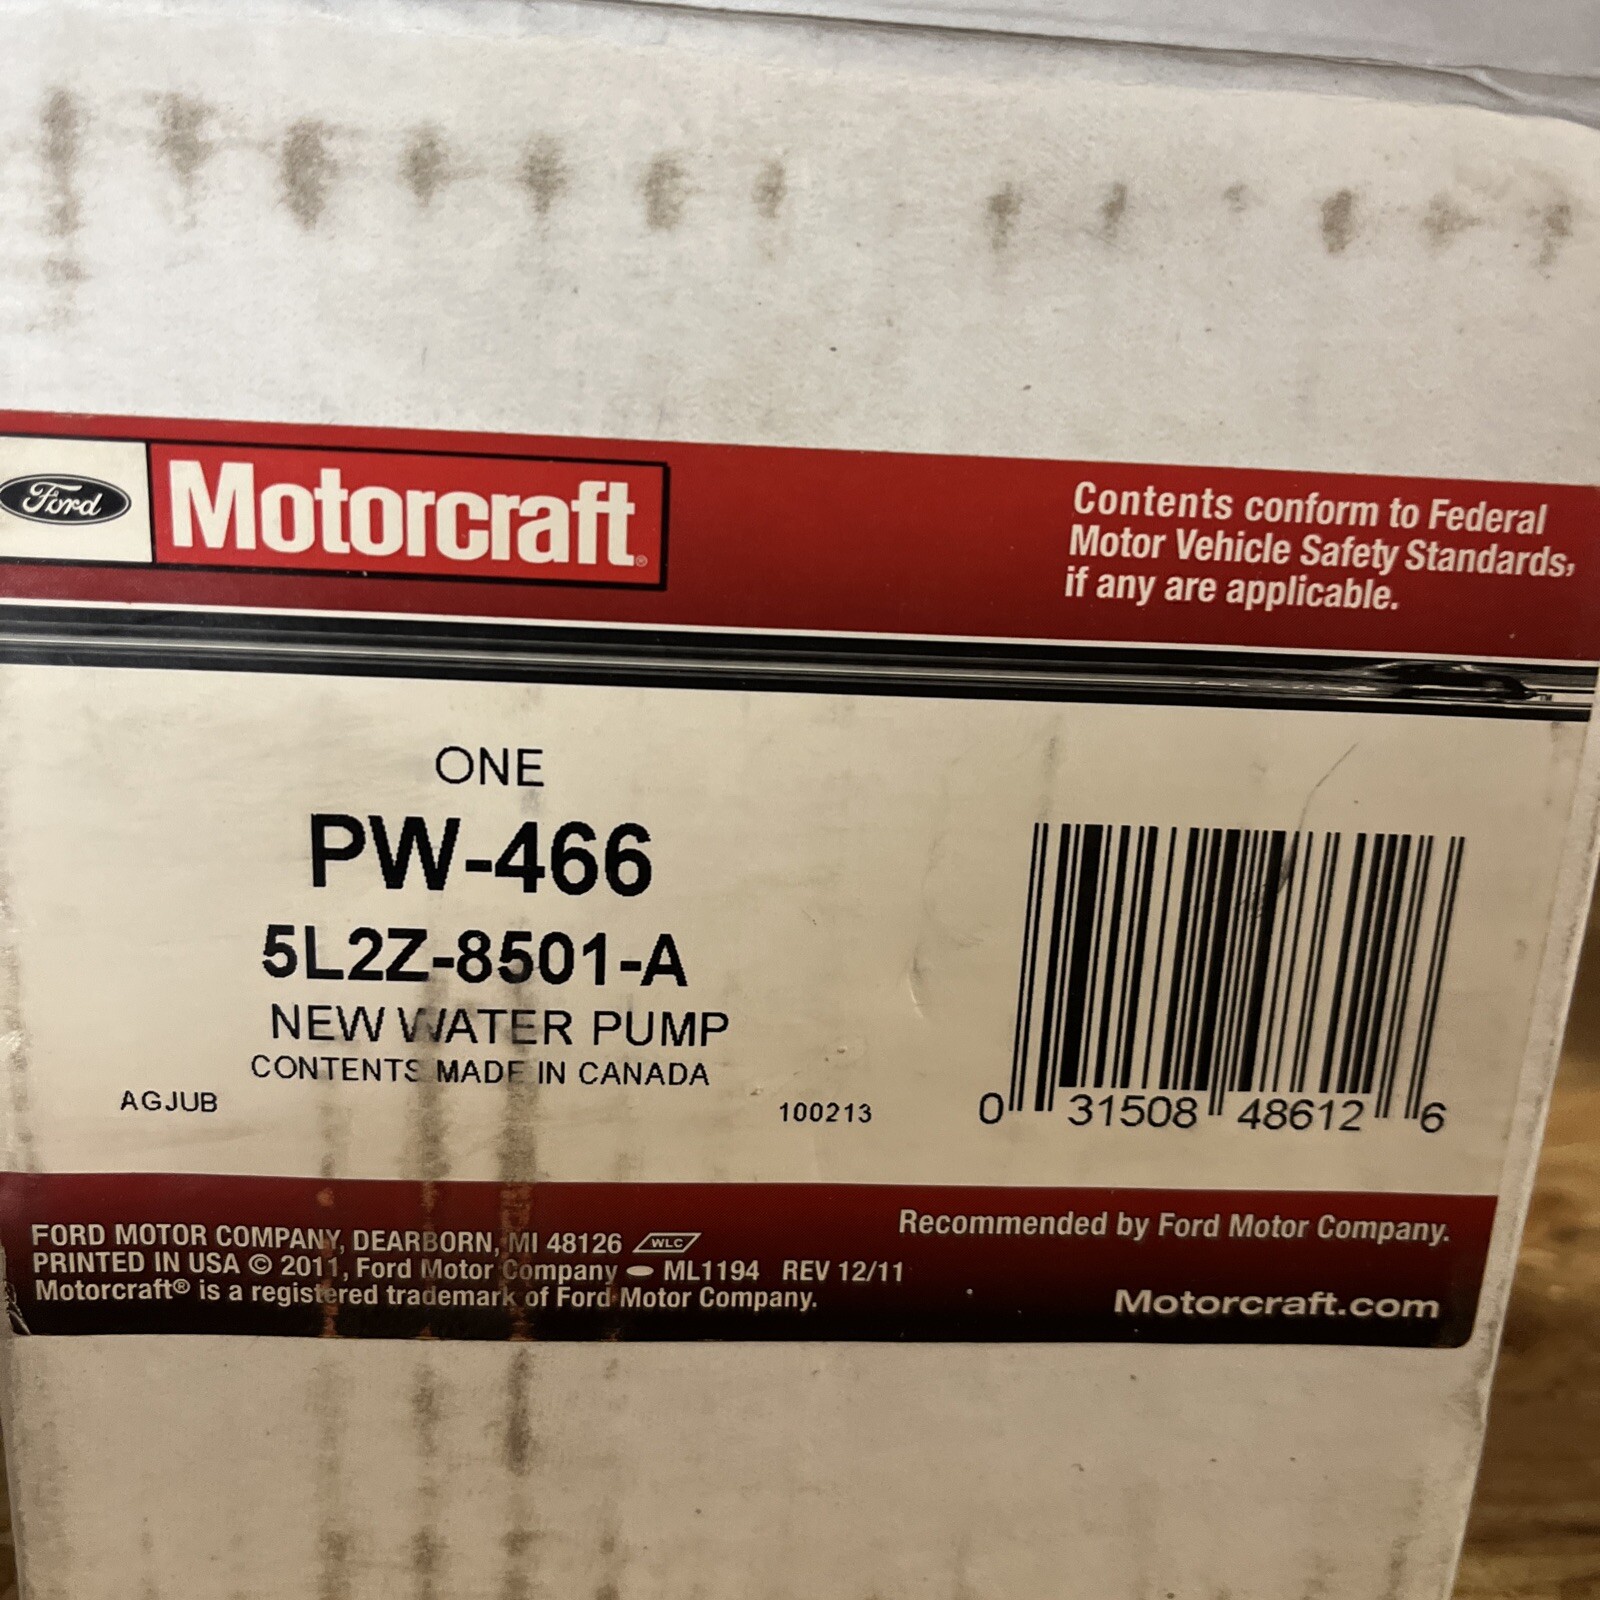 Ford
Motorcraft®
Contents conform to Federal
Motor Vehicle Safety Standards,
if any are applicable.
TM
ONE
PW-466
5L2Z-8501-A
NEW WATER PUMP
CONTENTS MADE IN CANADA
AGJUB
100213
0 31508 48612 6
FORD MOTOR COMPANY, DEARBORN, MI 48126 WLC
PRINTED IN USA © 2011, Ford Motor Company ML1194 REV 12/11
Motorcraft® is a registered trademark of Ford Motor Company.
Recommended by Ford Motor Company.
Motorcraft.com